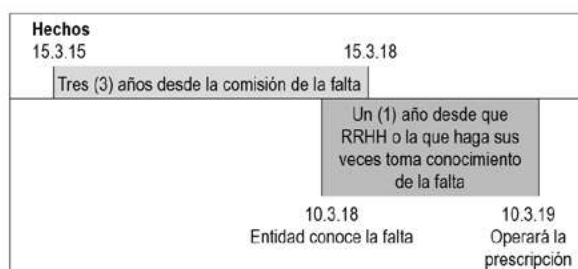 Hechos
15.3.15 15.3.18
Tres (3) años desde la comisión de la falta
Un (1) año desde que
RRHH o la que haga sus
veces toma conocimiento
de la falta
10.3.18 10.3.19
Entidad conoce la falta Operará la
prescripción